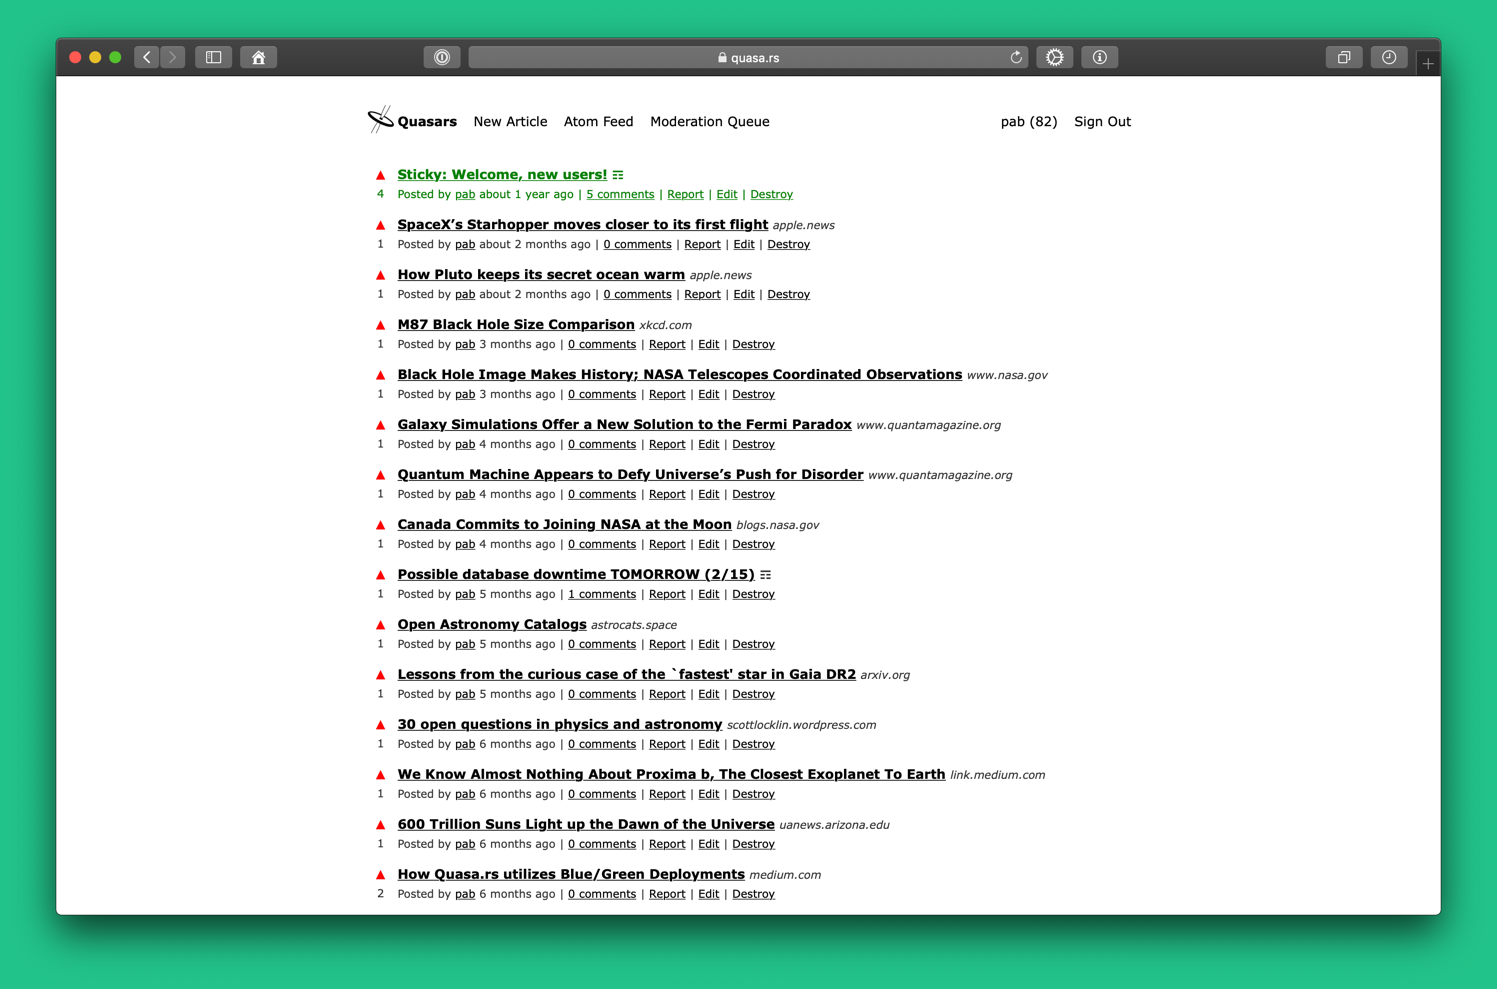 quasa.rs
Quasars New Article Atom Feed Moderation Queue pab (82) Sign Out
▲ Sticky: Welcome, new users! ☶
4 Posted by pab about 1 year ago | 5 comments | Report | Edit | Destroy
▲ SpaceX’s Starhopper moves closer to its first flight apple.news
1 Posted by pab about 2 months ago | 0 comments | Report | Edit | Destroy
▲ How Pluto keeps its secret ocean warm apple.news
1 Posted by pab about 2 months ago | 0 comments | Report | Edit | Destroy
▲ M87 Black Hole Size Comparison xkcd.com
1 Posted by pab 3 months ago | 0 comments | Report | Edit | Destroy
▲ Black Hole Image Makes History; NASA Telescopes Coordinated Observations www.nasa.gov
1 Posted by pab 3 months ago | 0 comments | Report | Edit | Destroy
▲ Galaxy Simulations Offer a New Solution to the Fermi Paradox www.quantamagazine.org
1 Posted by pab 4 months ago | 0 comments | Report | Edit | Destroy
▲ Quantum Machine Appears to Defy Universe’s Push for Disorder www.quantamagazine.org
1 Posted by pab 4 months ago | 0 comments | Report | Edit | Destroy
▲ Canada Commits to Joining NASA at the Moon blogs.nasa.gov
1 Posted by pab 4 months ago | 0 comments | Report | Edit | Destroy
▲ Possible database downtime TOMORROW (2/15) ☶
1 Posted by pab 5 months ago | 1 comments | Report | Edit | Destroy
▲ Open Astronomy Catalogs astrocats.space
1 Posted by pab 5 months ago | 0 comments | Report | Edit | Destroy
▲ Lessons from the curious case of the `fastest' star in Gaia DR2 arxiv.org
1 Posted by pab 5 months ago | 0 comments | Report | Edit | Destroy
▲ 30 open questions in physics and astronomy scottlocklin.wordpress.com
1 Posted by pab 6 months ago | 0 comments | Report | Edit | Destroy
▲ We Know Almost Nothing About Proxima b, The Closest Exoplanet To Earth link.medium.com
1 Posted by pab 6 months ago | 0 comments | Report | Edit | Destroy
▲ 600 Trillion Suns Light up the Dawn of the Universe uanews.arizona.edu
1 Posted by pab 6 months ago | 0 comments | Report | Edit | Destroy
▲ How Quasa.rs utilizes Blue/Green Deployments medium.com
2 Posted by pab 6 months ago | 0 comments | Report | Edit | Destroy